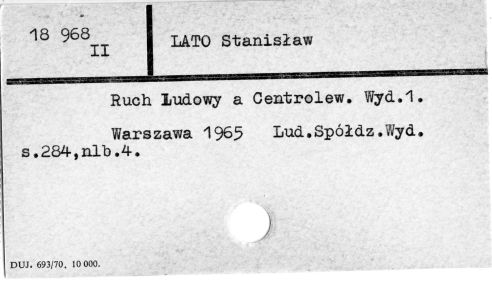 18 968
II
LATO Stanisław
Ruch Ludowy a Centrolew. Wyd.1.
Warszawa 1965 Lud.Spółdz.Wyd.
s.284,nlb.4.
DUJ. 693/70, 10 000.